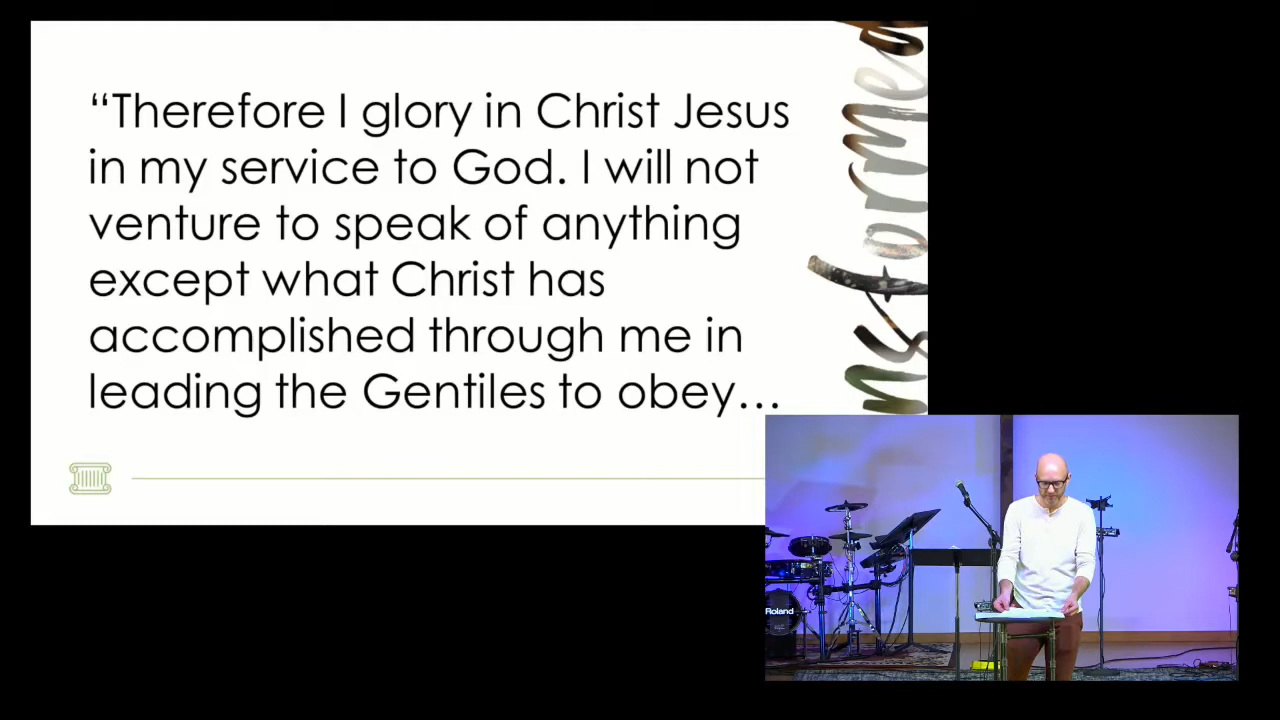 “Therefore I glory in Christ Jesus
in my service to God. I will not
venture to speak of anything
except what Christ has
accomplished through me in
leading the Gentiles to obey…
nsformed
Roland